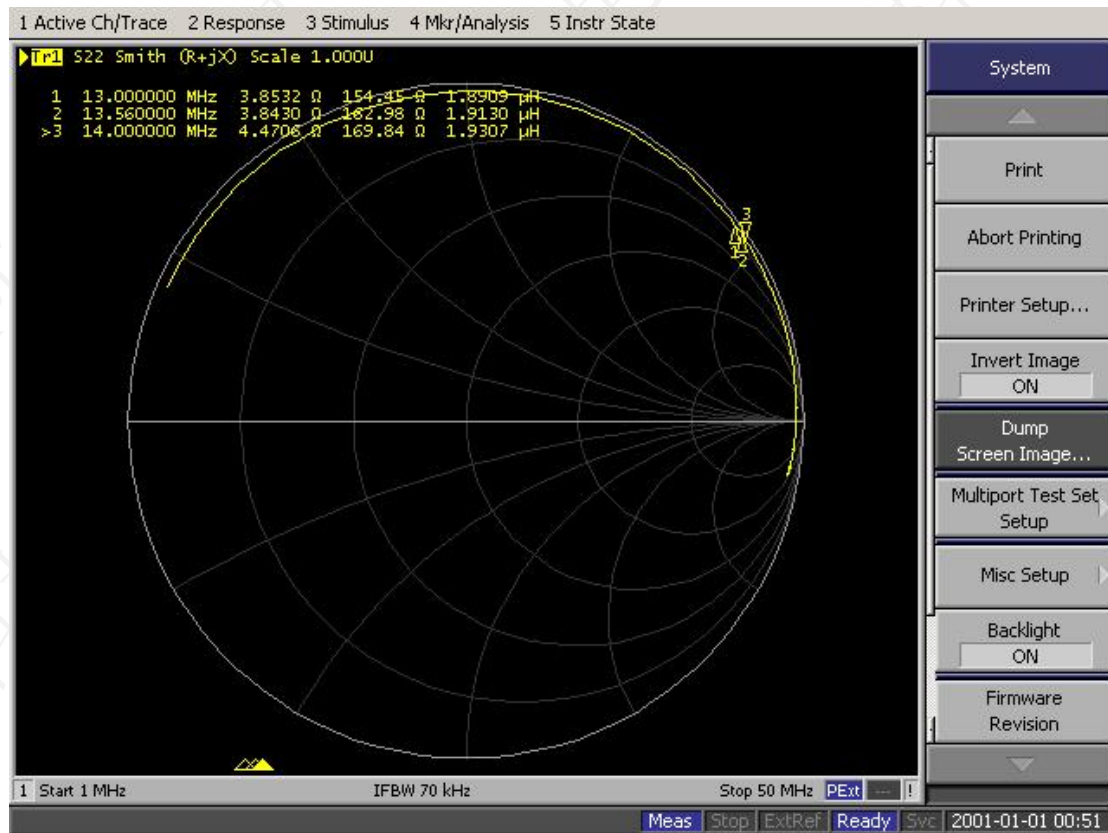 1 Active Ch/Trace 2 Response 3 Stimulus 4 Mkr/Analysis 5 Instr State
Tr1 S22 Smith (R+jX) Scale 1.000U
1 13.000000 MHz 3.8532 Ω 154.45 Ω 1.8909 μH
2 13.560000 MHz 3.8430 Ω 162.98 Ω 1.9130 μH
>3 14.000000 MHz 4.4706 Ω 169.84 Ω 1.9307 μH
3
1
2
1 Start 1 MHz IFBW 70 kHz Stop 50 MHz PExt --- !
System
Print
Abort Printing
Printer Setup...
Invert Image
ON
Dump
Screen Image...
Multiport Test Set
Setup
Misc Setup
Backlight
ON
Firmware
Revision
Meas Stop ExtRef Ready Svc 2001-01-01 00:51